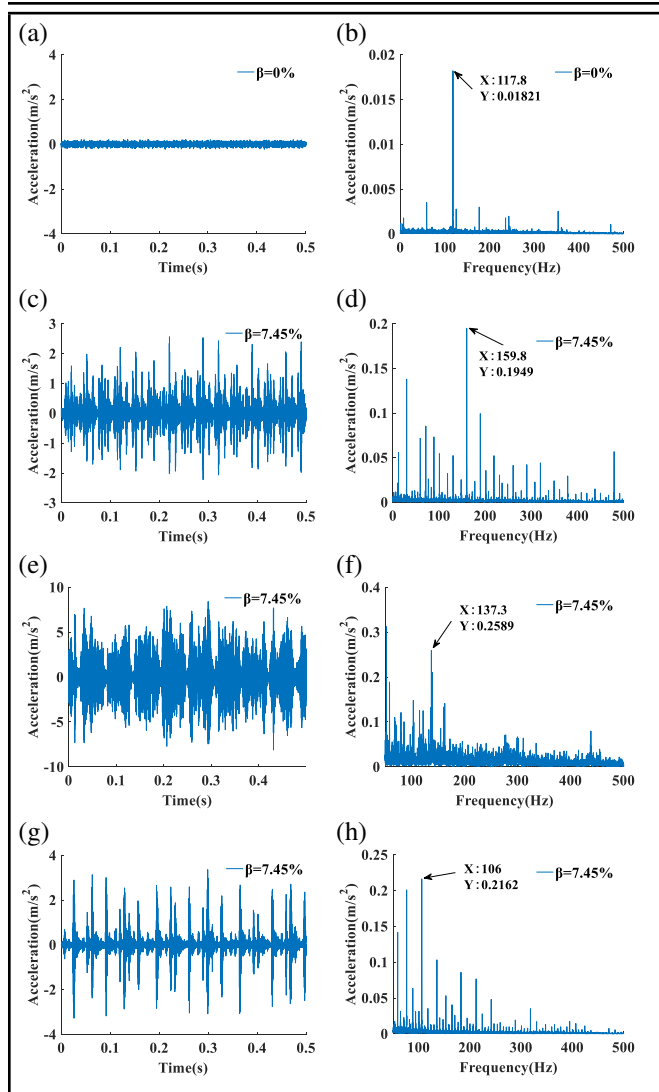 (a)
4
2
0
-2
-4
0 0.1 0.2 0.3 0.4 0.5
Acceleration(m/s²)
Time(s)
β=0%
(b)
0.02
0.015
0.01
0.005
0
0 100 200 300 400 500
Acceleration(m/s²)
Frequency(Hz)
X:117.8
Y:0.01821
β=0%
(c)
3
2
1
0
-1
-2
-3
0 0.1 0.2 0.3 0.4 0.5
Acceleration(m/s²)
Time(s)
β=7.45%
(d)
0.2
0.15
0.1
0.05
0
0 100 200 300 400 500
Acceleration(m/s²)
Frequency(Hz)
X:159.8
Y:0.1949
β=7.45%
(e)
10
5
0
-5
-10
0 0.1 0.2 0.3 0.4 0.5
Acceleration(m/s²)
Time(s)
β=7.45%
(f)
0.4
0.3
0.2
0.1
0
100 200 300 400 500
Acceleration(m/s²)
Frequency(Hz)
X:137.3
Y:0.2589
β=7.45%
(g)
4
2
0
-2
-4
0 0.1 0.2 0.3 0.4 0.5
Acceleration(m/s²)
Time(s)
β=7.45%
(h)
0.25
0.2
0.15
0.1
0.05
0
100 200 300 400 500
Acceleration(m/s²)
Frequency(Hz)
X:106
Y:0.2162
β=7.45%